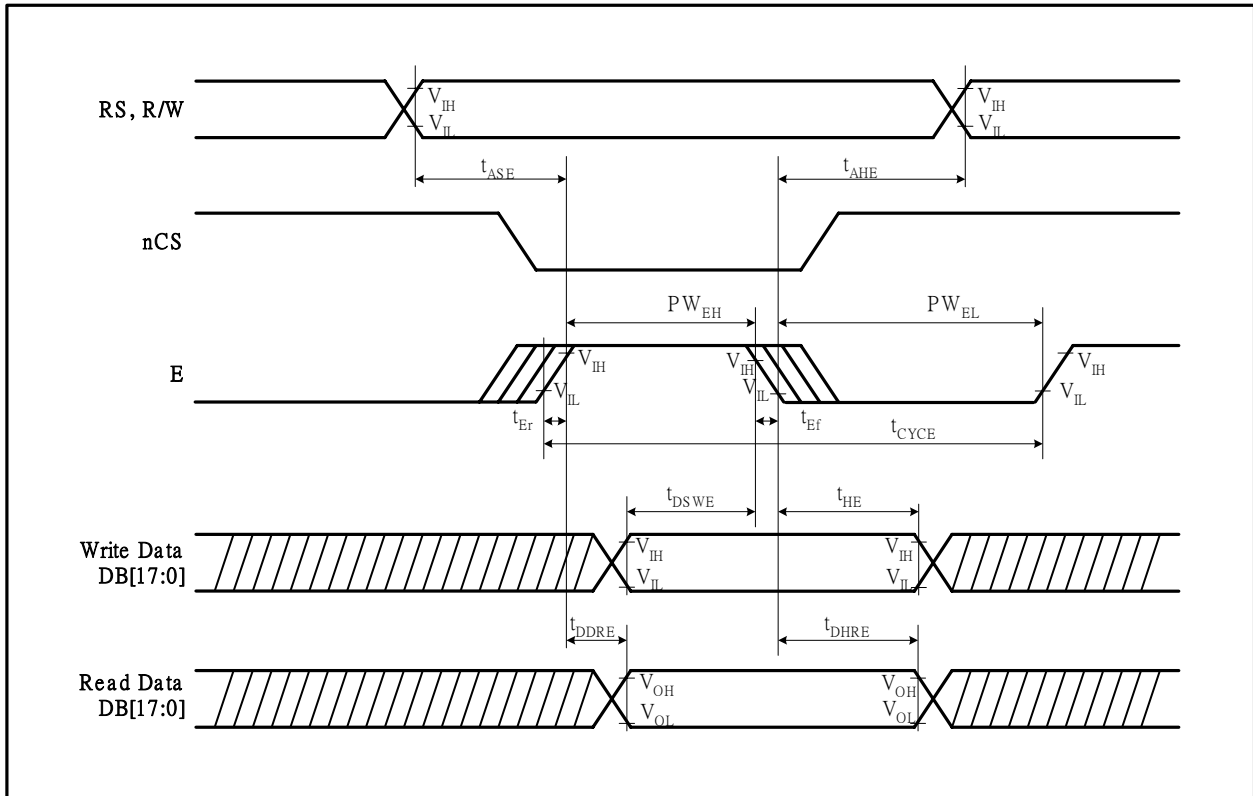 RS, R/W
V_IH
V_IL
V_IH
V_IL
t_ASE
t_AHE
nCS
PW_EH
PW_EL
E
V_IH
V_IL
V_IH
V_IL
V_IH
V_IL
t_Er
t_Ef
t_CYCE
t_DSWE
t_HE
Write Data
DB[17:0]
V_IH
V_IL
V_IH
V_IL
t_DDRE
t_DHRE
Read Data
DB[17:0]
V_OH
V_OL
V_OH
V_OL